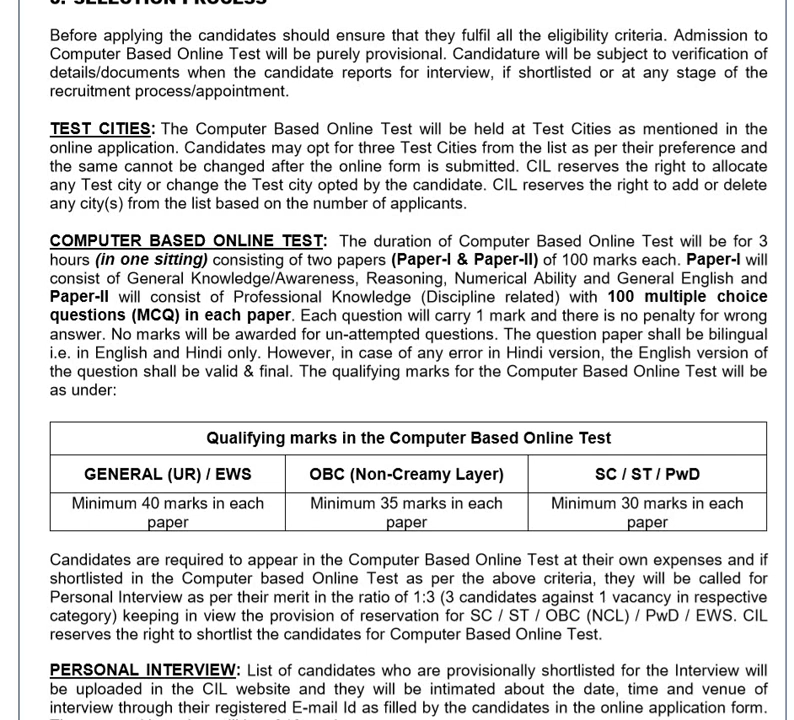 SELECTION PROCESS
Before applying the candidates should ensure that they fulfil all the eligibility criteria. Admission to
Computer Based Online Test will be purely provisional. Candidature will be subject to verification of
details/documents when the candidate reports for interview, if shortlisted or at any stage of the
recruitment process/appointment.
TEST CITIES: The Computer Based Online Test will be held at Test Cities as mentioned in the
online application. Candidates may opt for three Test Cities from the list as per their preference and
the same cannot be changed after the online form is submitted. CIL reserves the right to allocate
any Test city or change the Test city opted by the candidate. CIL reserves the right to add or delete
any city(s) from the list based on the number of applicants.
COMPUTER BASED ONLINE TEST: The duration of Computer Based Online Test will be for 3
hours (in one sitting) consisting of two papers (Paper-I & Paper-II) of 100 marks each. Paper-I will
consist of General Knowledge/Awareness, Reasoning, Numerical Ability and General English and
Paper-II will consist of Professional Knowledge (Discipline related) with 100 multiple choice
questions (MCQ) in each paper. Each question will carry 1 mark and there is no penalty for wrong
answer. No marks will be awarded for un-attempted questions. The question paper shall be bilingual
i.e. in English and Hindi only. However, in case of any error in Hindi version, the English version of
the question shall be valid & final. The qualifying marks for the Computer Based Online Test will be
as under:
Qualifying marks in the Computer Based Online Test
GENERAL (UR) / EWS OBC (Non-Creamy Layer) SC / ST / PwD
Minimum 40 marks in each Minimum 35 marks in each Minimum 30 marks in each
paper paper paper
Candidates are required to appear in the Computer Based Online Test at their own expenses and if
shortlisted in the Computer based Online Test as per the above criteria, they will be called for
Personal Interview as per their merit in the ratio of 1:3 (3 candidates against 1 vacancy in respective
category) keeping in view the provision of reservation for SC / ST / OBC (NCL) / PwD / EWS. CIL
reserves the right to shortlist the candidates for Computer Based Online Test.
PERSONAL INTERVIEW: List of candidates who are provisionally shortlisted for the Interview will
be uploaded in the CIL website and they will be intimated about the date, time and venue of
interview through their registered E-mail Id as filled by the candidates in the online application form.